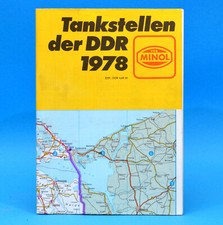 Tankstellen
der DDR
1978
MINOL